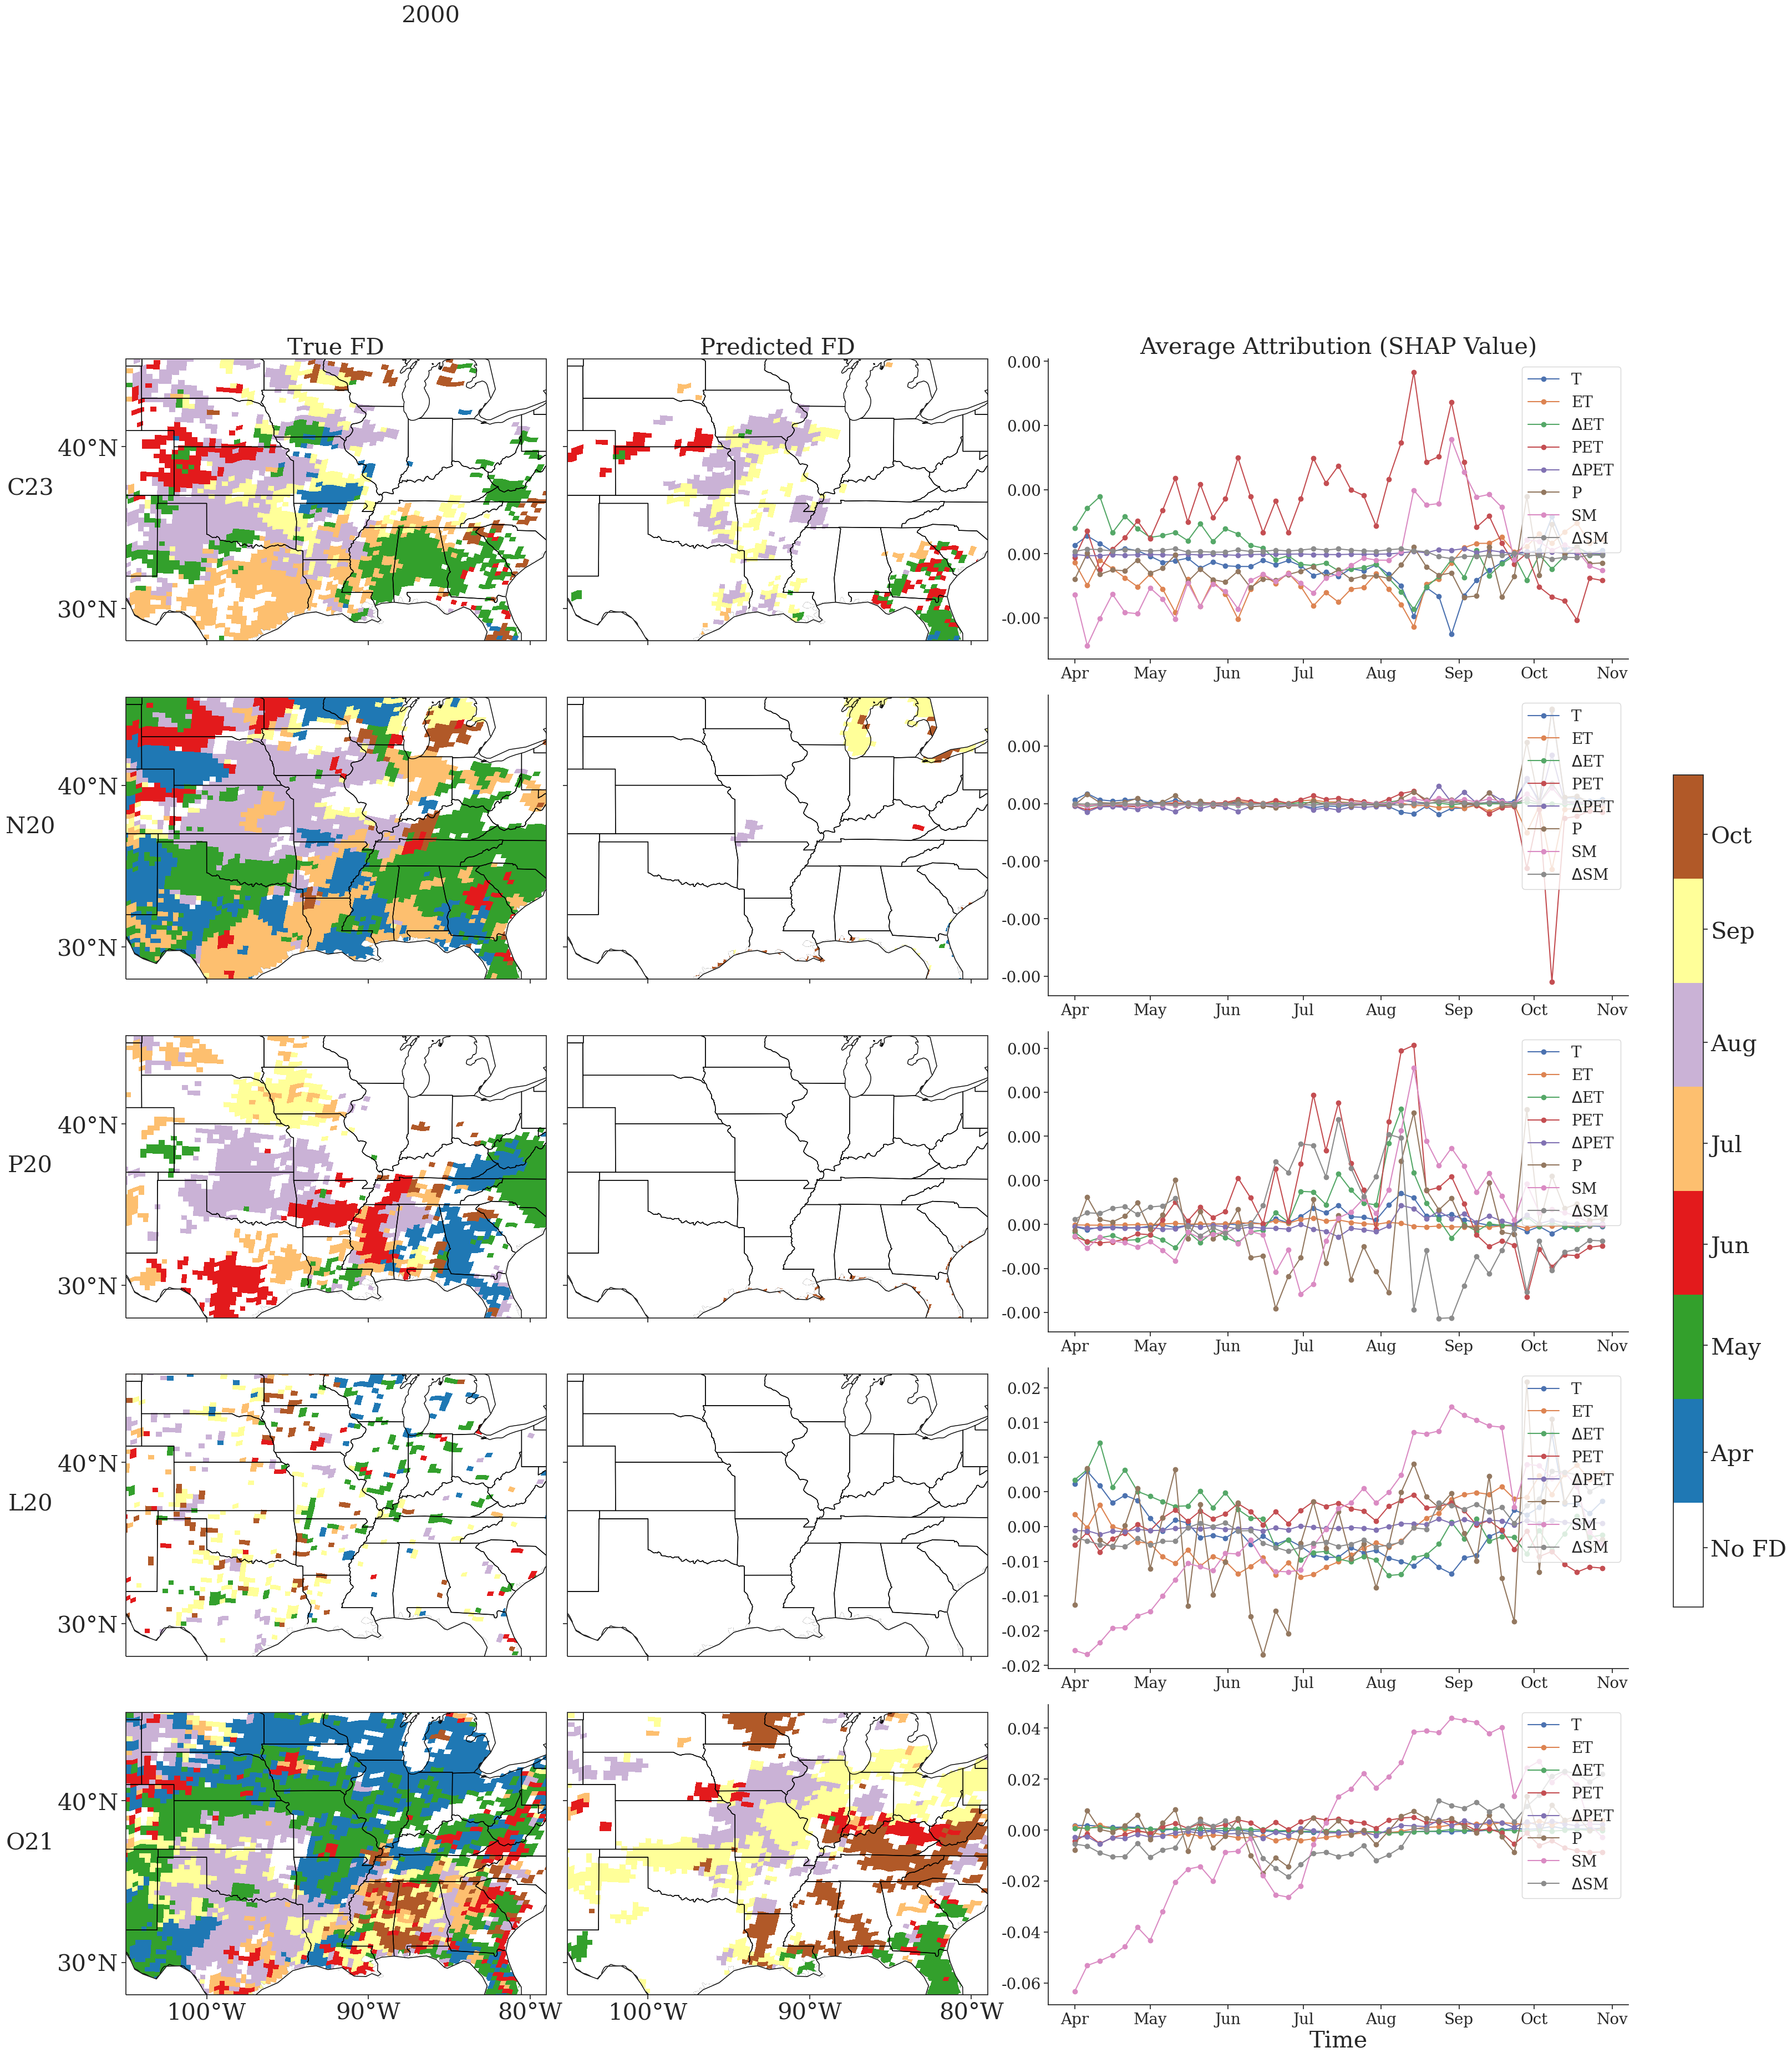 2000
True FD
Predicted FD
Average Attribution (SHAP Value)
C23
40°N
30°N
0.00
0.00
0.00
0.00
-0.00
T
ET
ΔET
PET
ΔPET
P
SM
ΔSM
Apr May Jun Jul Aug Sep Oct Nov
N20
40°N
30°N
0.00
0.00
-0.00
-0.00
-0.00
T
ET
ΔET
PET
ΔPET
P
SM
ΔSM
Apr May Jun Jul Aug Sep Oct Nov
P20
40°N
30°N
0.00
0.00
0.00
0.00
0.00
-0.00
-0.00
T
ET
ΔET
PET
ΔPET
P
SM
ΔSM
Apr May Jun Jul Aug Sep Oct Nov
L20
40°N
30°N
0.02
0.01
0.01
0.00
0.00
-0.01
-0.01
-0.02
-0.02
T
ET
ΔET
PET
ΔPET
P
SM
ΔSM
Apr May Jun Jul Aug Sep Oct Nov
O21
40°N
30°N
100°W 90°W 80°W
100°W 90°W 80°W
0.04
0.02
0.00
-0.02
-0.04
-0.06
T
ET
ΔET
PET
ΔPET
P
SM
ΔSM
Apr May Jun Jul Aug Sep Oct Nov
Time
Oct
Sep
Aug
Jul
Jun
May
Apr
No FD